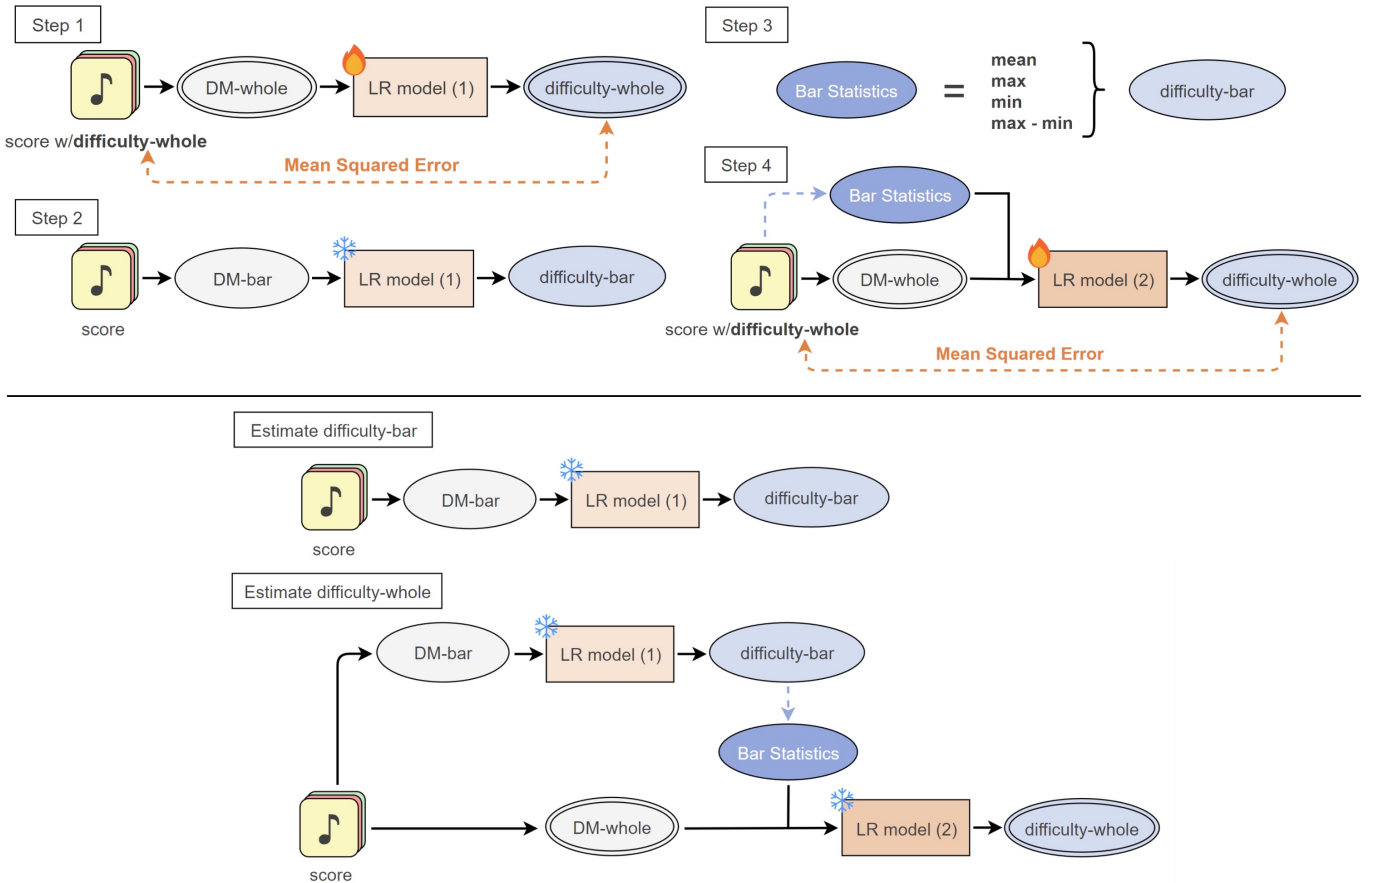 Step 1
DM-whole
LR model (1)
difficulty-whole
score w/difficulty-whole
Mean Squared Error
Step 2
DM-bar
LR model (1)
difficulty-bar
score
Step 3
Bar Statistics
=
mean
max
min
max - min
difficulty-bar
Step 4
Bar Statistics
DM-whole
LR model (2)
difficulty-whole
score w/difficulty-whole
Mean Squared Error
Estimate difficulty-bar
DM-bar
LR model (1)
difficulty-bar
score
Estimate difficulty-whole
DM-bar
LR model (1)
difficulty-bar
Bar Statistics
DM-whole
LR model (2)
difficulty-whole
score